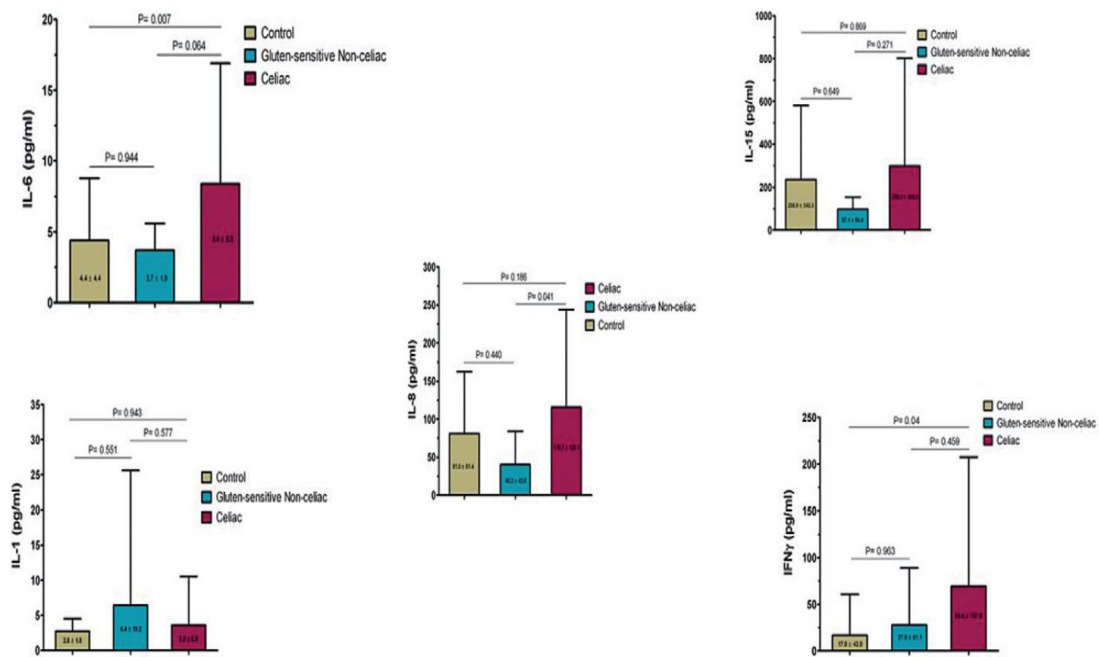 20
15
10
5
0
IL-6 (pg/ml)
P= 0.007
P= 0.064
P= 0.944
4.4 ± 4.4
3.7 ± 1.9
Control
Gluten-sensitive Non-celiac
Celiac
1000
800
600
400
200
0
IL-15 (pg/ml)
P= 0.869
P= 0.271
P= 0.649
Control
Gluten-sensitive Non-celiac
Celiac
300
250
200
150
100
50
0
IL-8 (pg/ml)
P= 0.186
P= 0.041
P= 0.440
81.0 ± 81.4
Celiac
Gluten-sensitive Non-celiac
Control
35
30
25
20
15
10
5
0
IL-1 (pg/ml)
P= 0.943
P= 0.577
P= 0.551
Control
Gluten-sensitive Non-celiac
Celiac
250
200
150
100
50
0
IFNγ (pg/ml)
P= 0.04
P= 0.459
P= 0.963
Control
Gluten-sensitive Non-celiac
Celiac